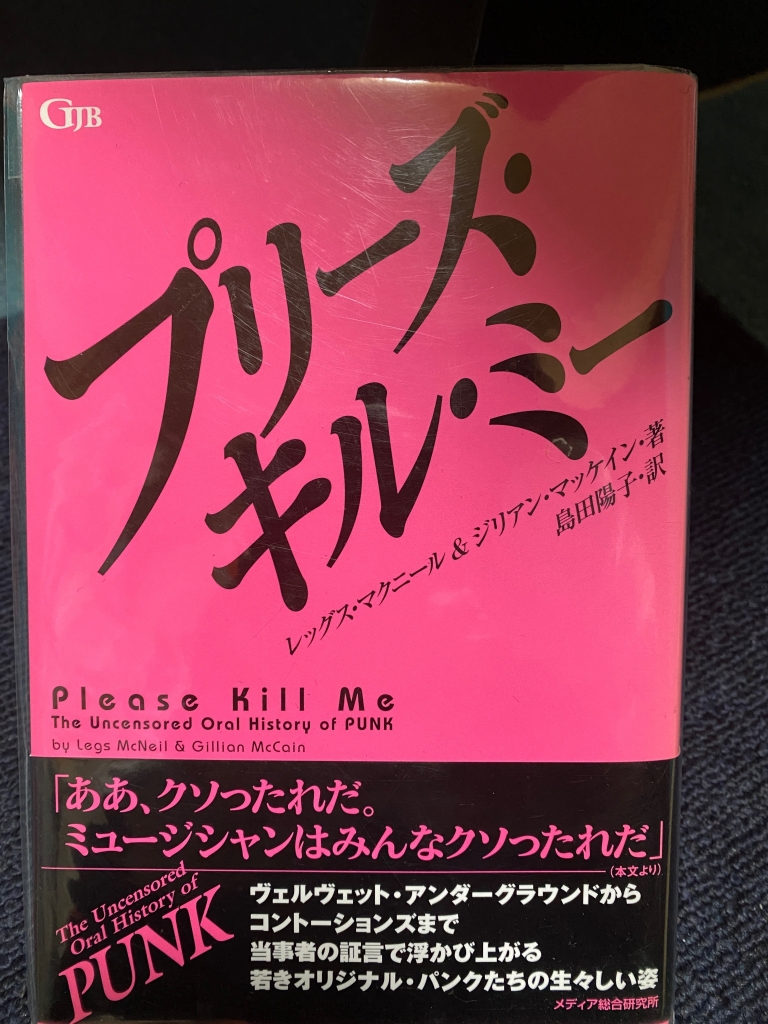 GJB
プリーズ・
キル・ミー
レッグス・マクニール & ジリアン・マッケイン・著
島田陽子・訳
Please Kill Me
The Uncensored Oral History of PUNK
by Legs McNeil & Gillian McCain
「ああ、クソったれだ。
ミュージシャンはみんなクソったれだ」
(本文より)
The Uncensored
Oral History of
PUNK
ヴェルヴェット・アンダーグラウンドから
コントーションズまで
当事者の証言で浮かび上がる
若きオリジナル・パンクたちの生々しい姿
メディア総合研究所